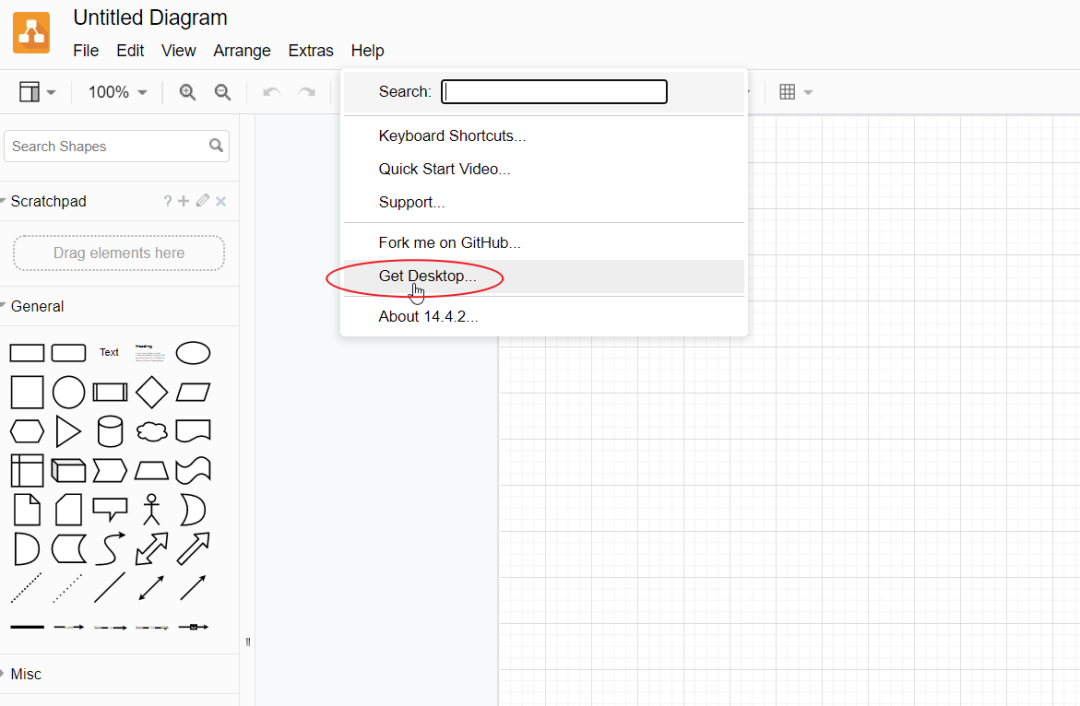 Untitled Diagram
File Edit View Arrange Extras Help
100%
Search:
Keyboard Shortcuts...
Quick Start Video...
Support...
Fork me on GitHub...
Get Desktop...
About 14.4.2...
Search Shapes
Scratchpad
?
Drag elements here
General
Text
Heading
Misc